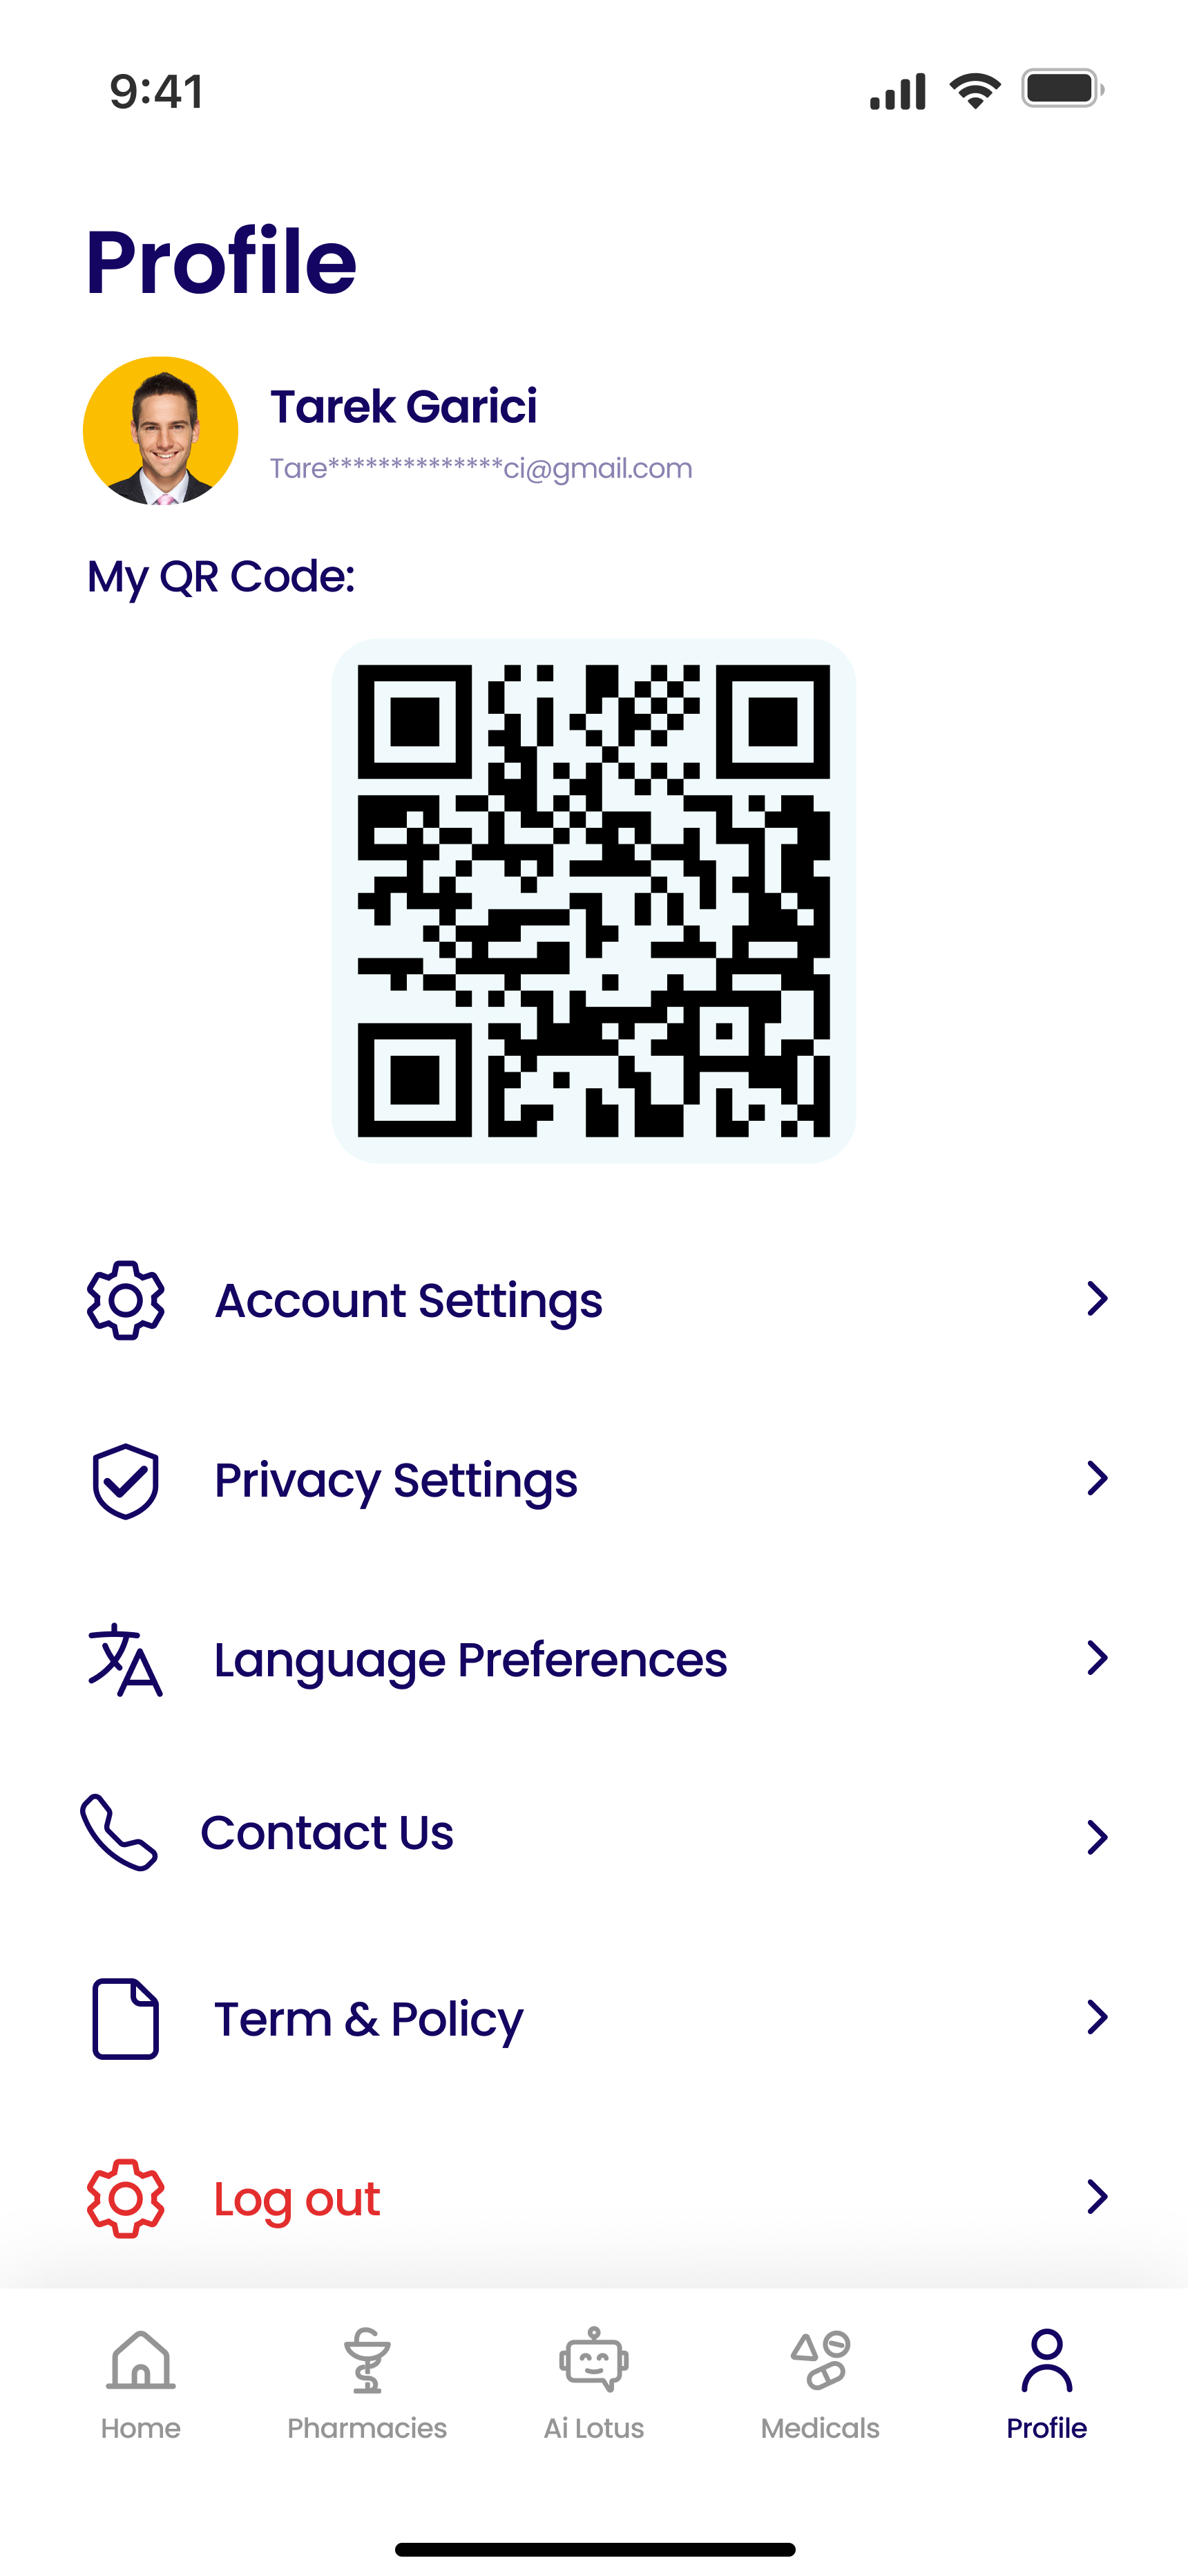 9:41
Profile
Tarek Garici
Tare**************ci@gmail.com
My QR Code:
Account Settings
Privacy Settings
Language Preferences
Contact Us
Term & Policy
Log out
Home
Pharmacies
Ai Lotus
Medicals
Profile